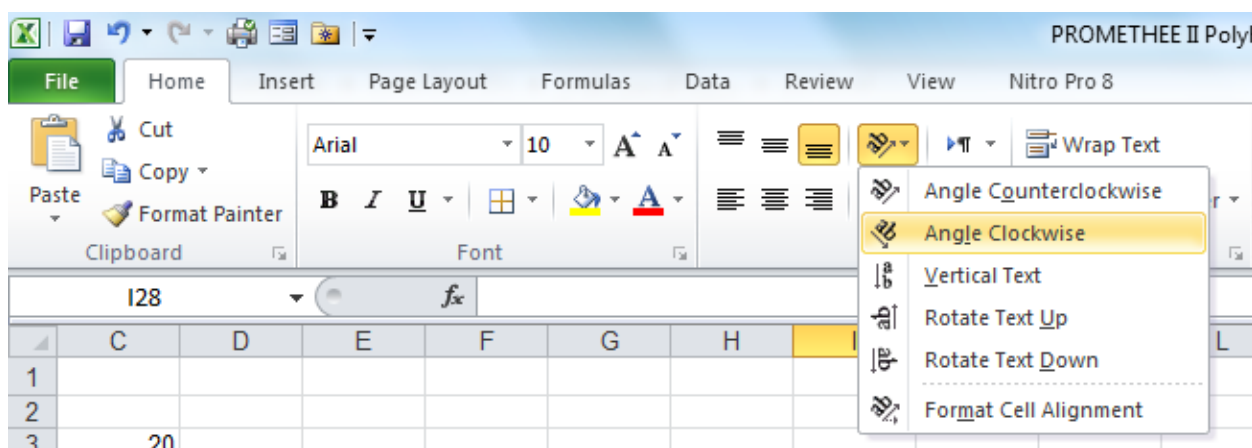 PROMETHEE II Poly
File Home Insert Page Layout Formulas Data Review View Nitro Pro 8
Cut
Copy
Format Painter
Paste
Clipboard
Arial 10 A A
B I U A
Font
Wrap Text
Angle Counterclockwise
Angle Clockwise
Vertical Text
Rotate Text Up
Rotate Text Down
Format Cell Alignment
I28 fx
C D E F G H I L
1
2
3 20